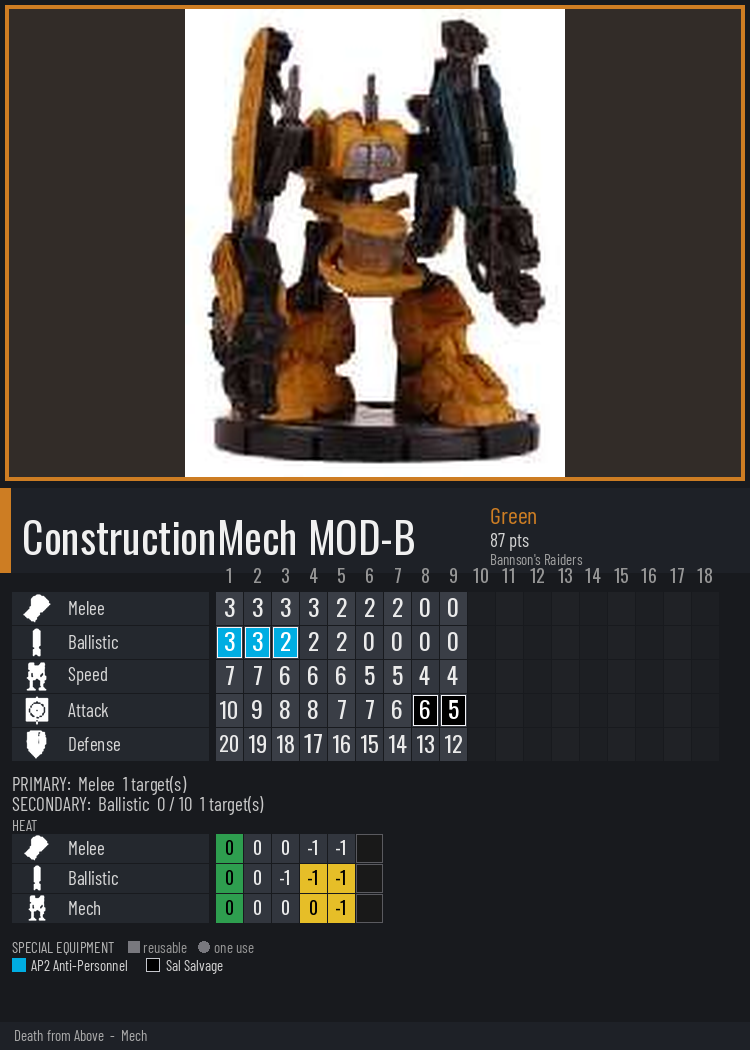 ConstructionMech MOD-B
Green
87 pts
Bannson's Raiders
1 2 3 4 5 6 7 8 9 10 11 12 13 14 15 16 17 18
Melee 3 3 3 3 2 2 2 0 0
Ballistic 3 3 2 2 2 0 0 0 0
Speed 7 7 6 6 6 5 5 4 4
Attack 10 9 8 8 7 7 6 6 5
Defense 20 19 18 17 16 15 14 13 12
PRIMARY: Melee 1 target(s)
SECONDARY: Ballistic 0 / 10 1 target(s)
HEAT
Melee 0 0 0 -1 -1
Ballistic 0 0 -1 -1 -1
Mech 0 0 0 0 -1
SPECIAL EQUIPMENT reusable one use
AP2 Anti-Personnel Sal Salvage
Death from Above - Mech